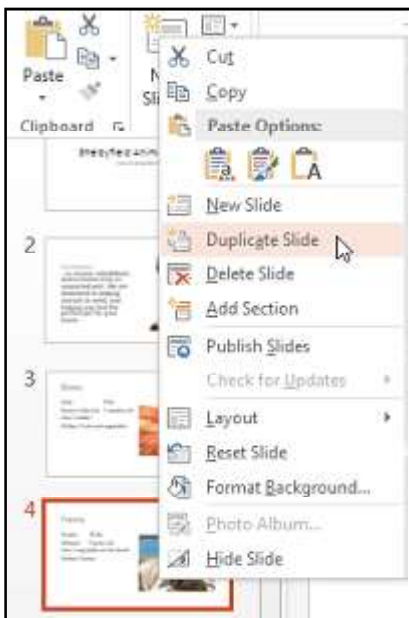 Paste
N
Sli
Clipboard
Cut
Copy
Paste Options:
New Slide
Duplicate Slide
Delete Slide
Add Section
Publish Slides
Check for Updates
Layout
Reset Slide
Format Background...
Photo Album...
Hide Slide
2
3
4